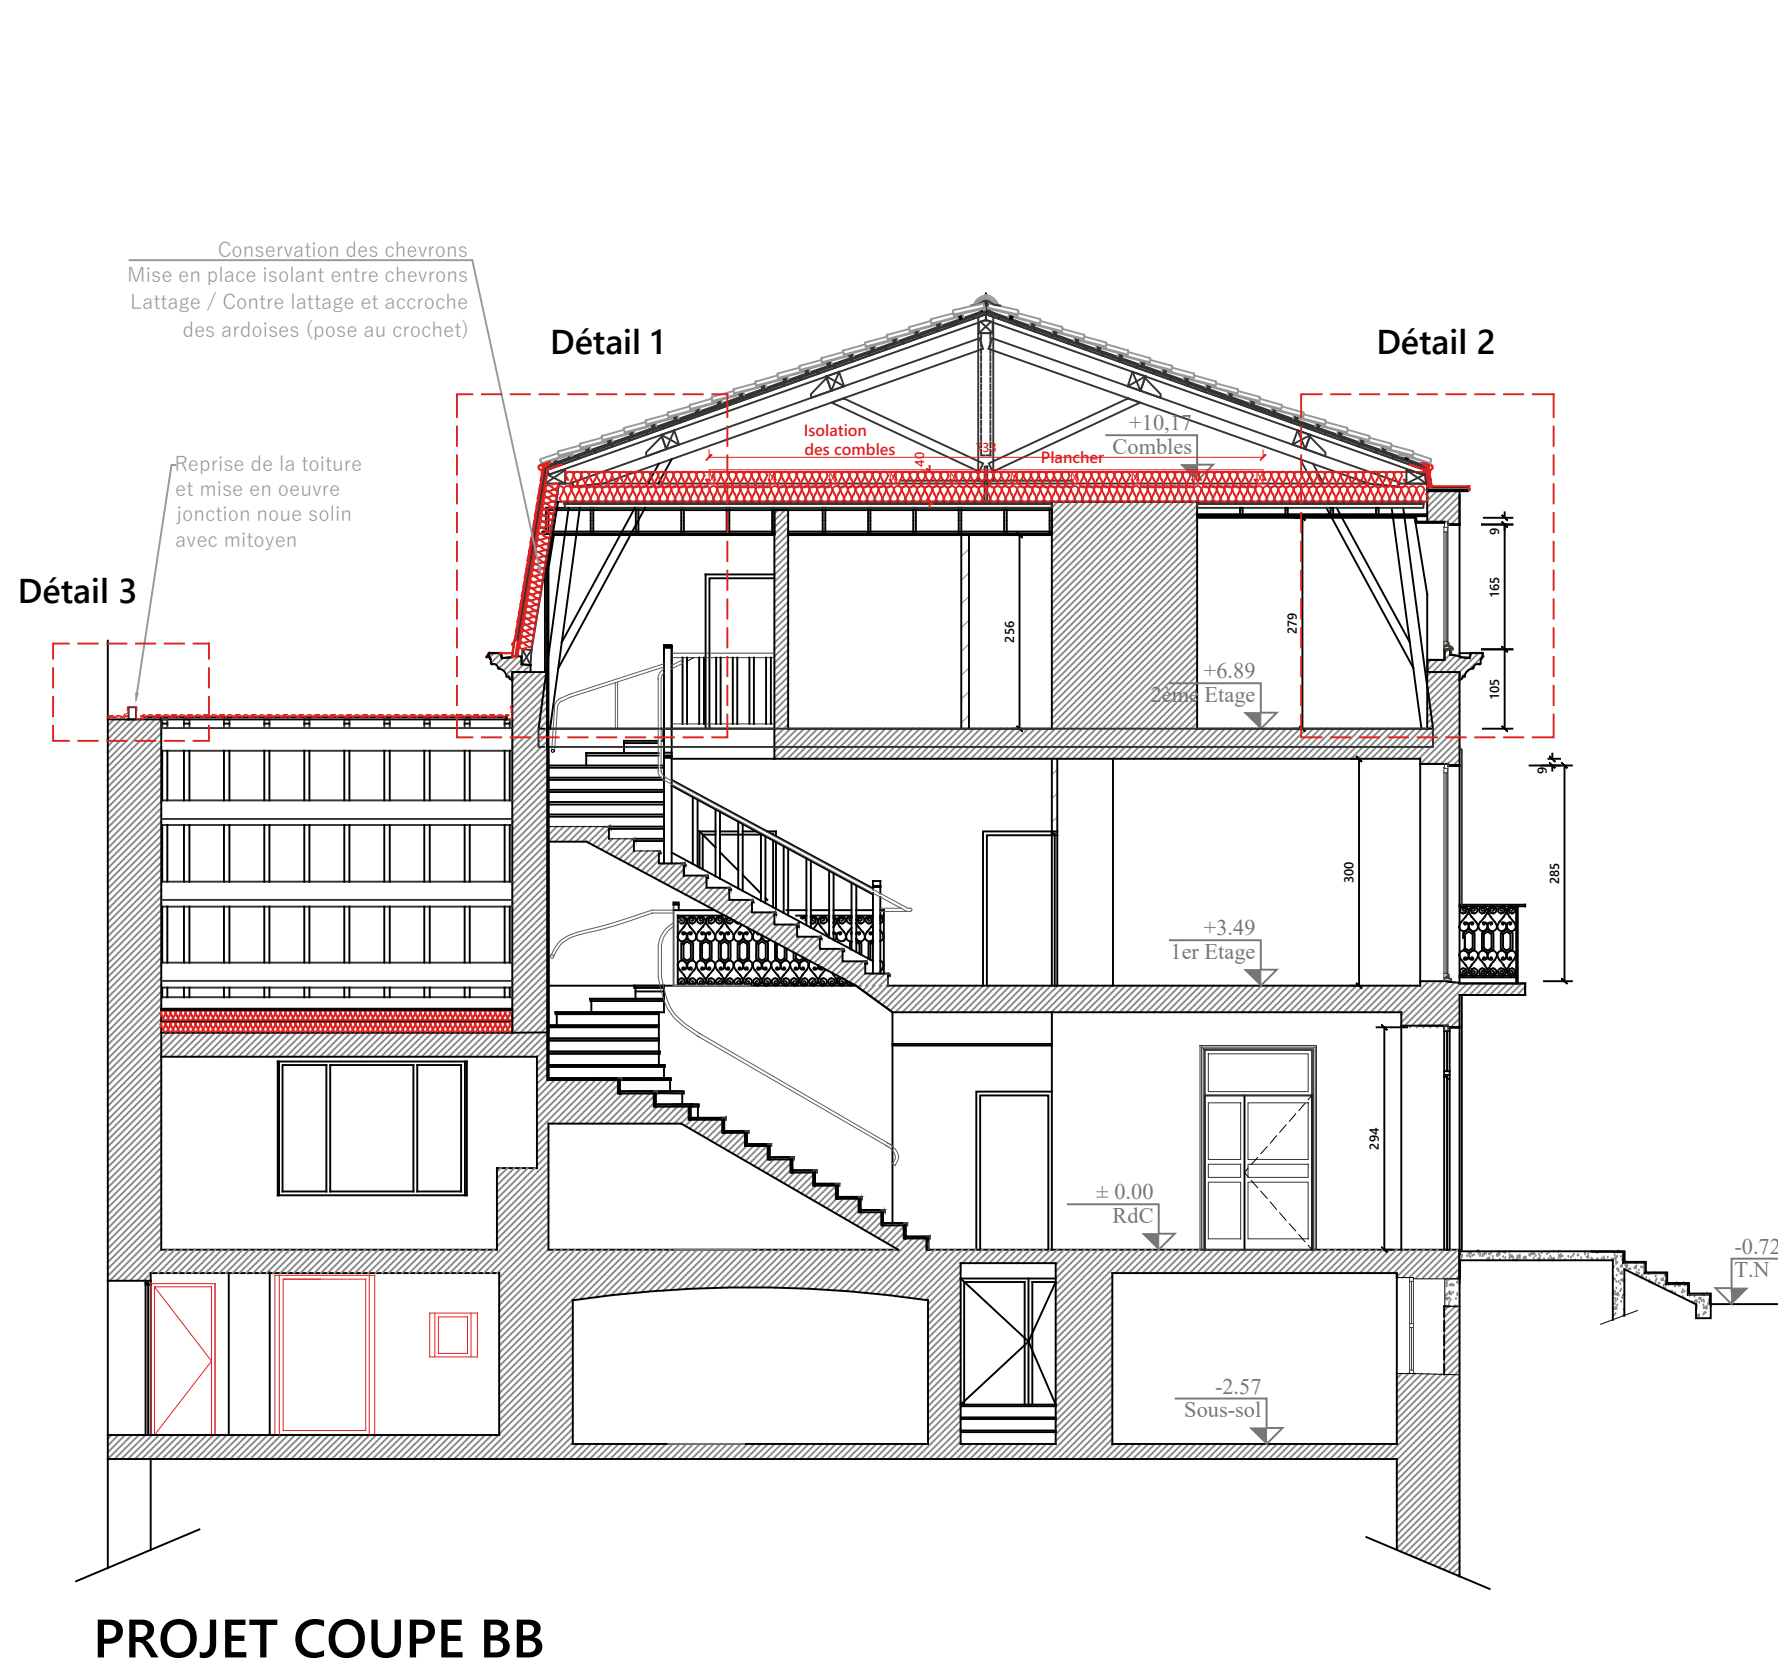 Conservation des chevrons
Mise en place isolant entre chevrons
Lattage / Contre lattage et accroche
des ardoises (pose au crochet)
Détail 1
Détail 2
Reprise de la toiture
et mise en oeuvre
jonction noue solin
avec mitoyen
Détail 3
Isolation
des combles
40
Plancher
+10,17
Combles
9
165
105
256
279
+6.89
2ème Etage
9
285
300
+3.49
1er Etage
294
± 0.00
RdC
-0.72
T.N
-2.57
Sous-sol
PROJET COUPE BB